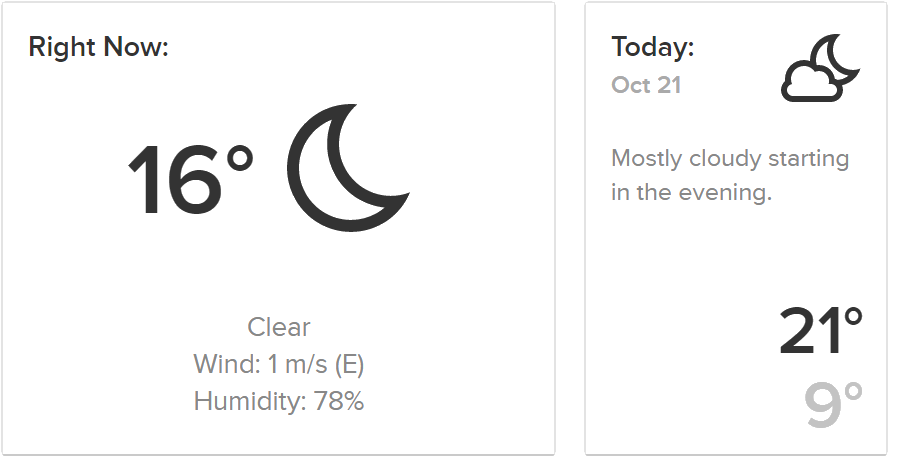 Right Now:
16°
Clear
Wind: 1 m/s (E)
Humidity: 78%
Today:
Oct 21
Mostly cloudy starting
in the evening.
21°
9°